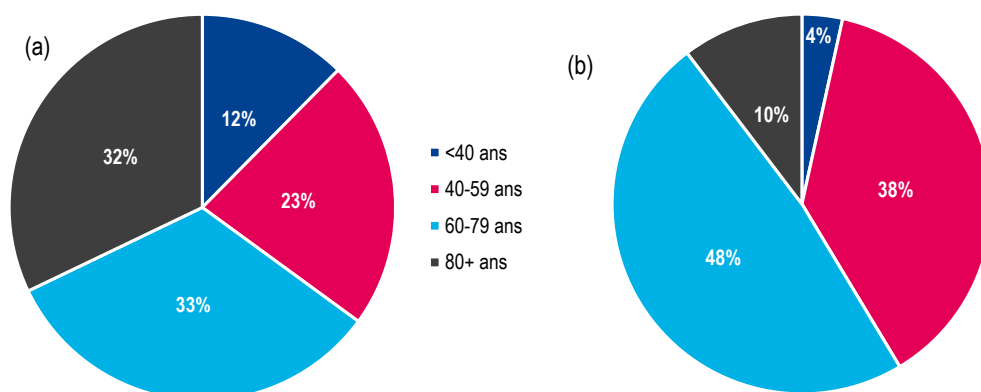 (a)
12%
23%
33%
32%
<40 ans
40-59 ans
60-79 ans
80+ ans
(b)
4%
38%
48%
10%